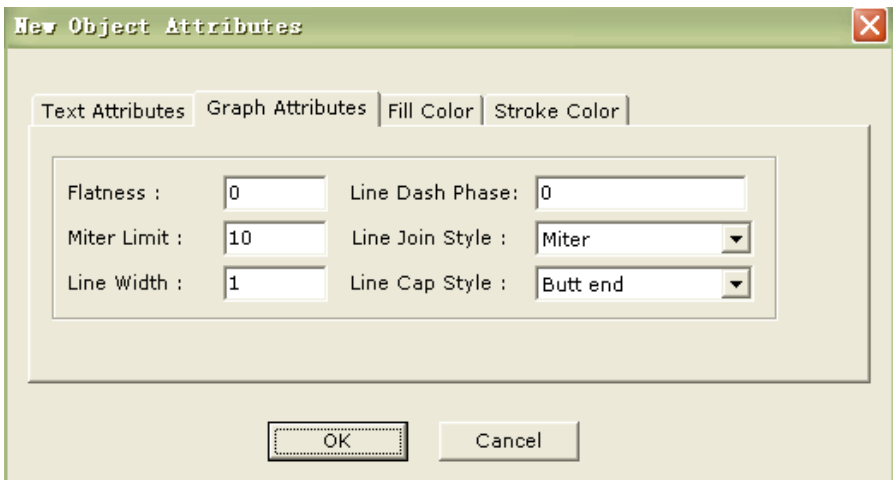 New Object Attributes
Text Attributes Graph Attributes Fill Color Stroke Color
Flatness : 0 Line Dash Phase: 0
Miter Limit : 10 Line Join Style : Miter
Line Width : 1 Line Cap Style : Butt end
OK Cancel